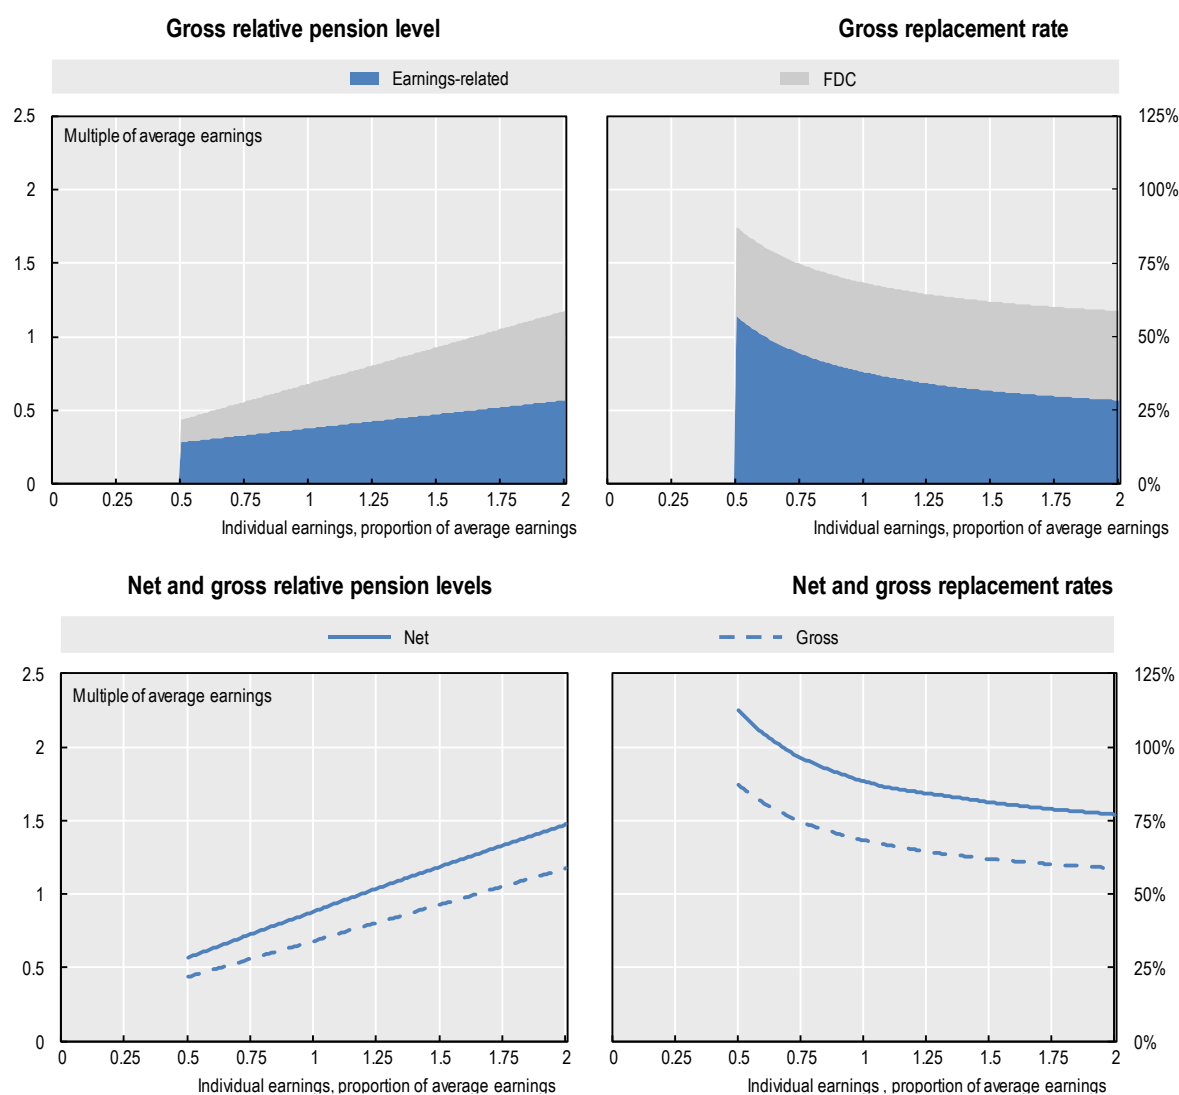 Gross relative pension level
Gross replacement rate
Earnings-related
FDC
2.5
2
1.5
1
0.5
0
Multiple of average earnings
0 0.25 0.5 0.75 1 1.25 1.5 1.75 2
Individual earnings, proportion of average earnings
125%
100%
75%
50%
25%
0%
0 0.25 0.5 0.75 1 1.25 1.5 1.75 2
Individual earnings, proportion of average earnings
Net and gross relative pension levels
Net and gross replacement rates
Net
Gross
2.5
2
1.5
1
0.5
0
Multiple of average earnings
0 0.25 0.5 0.75 1 1.25 1.5 1.75 2
Individual earnings, proportion of average earnings
125%
100%
75%
50%
25%
0%
0 0.25 0.5 0.75 1 1.25 1.5 1.75 2
Individual earnings , proportion of average earnings